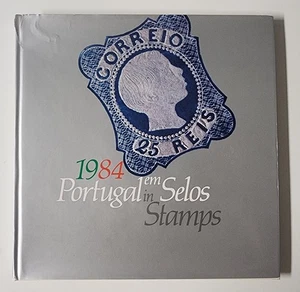 CORREIO
25 REIS
1984
Portugal em Selos
in Stamps